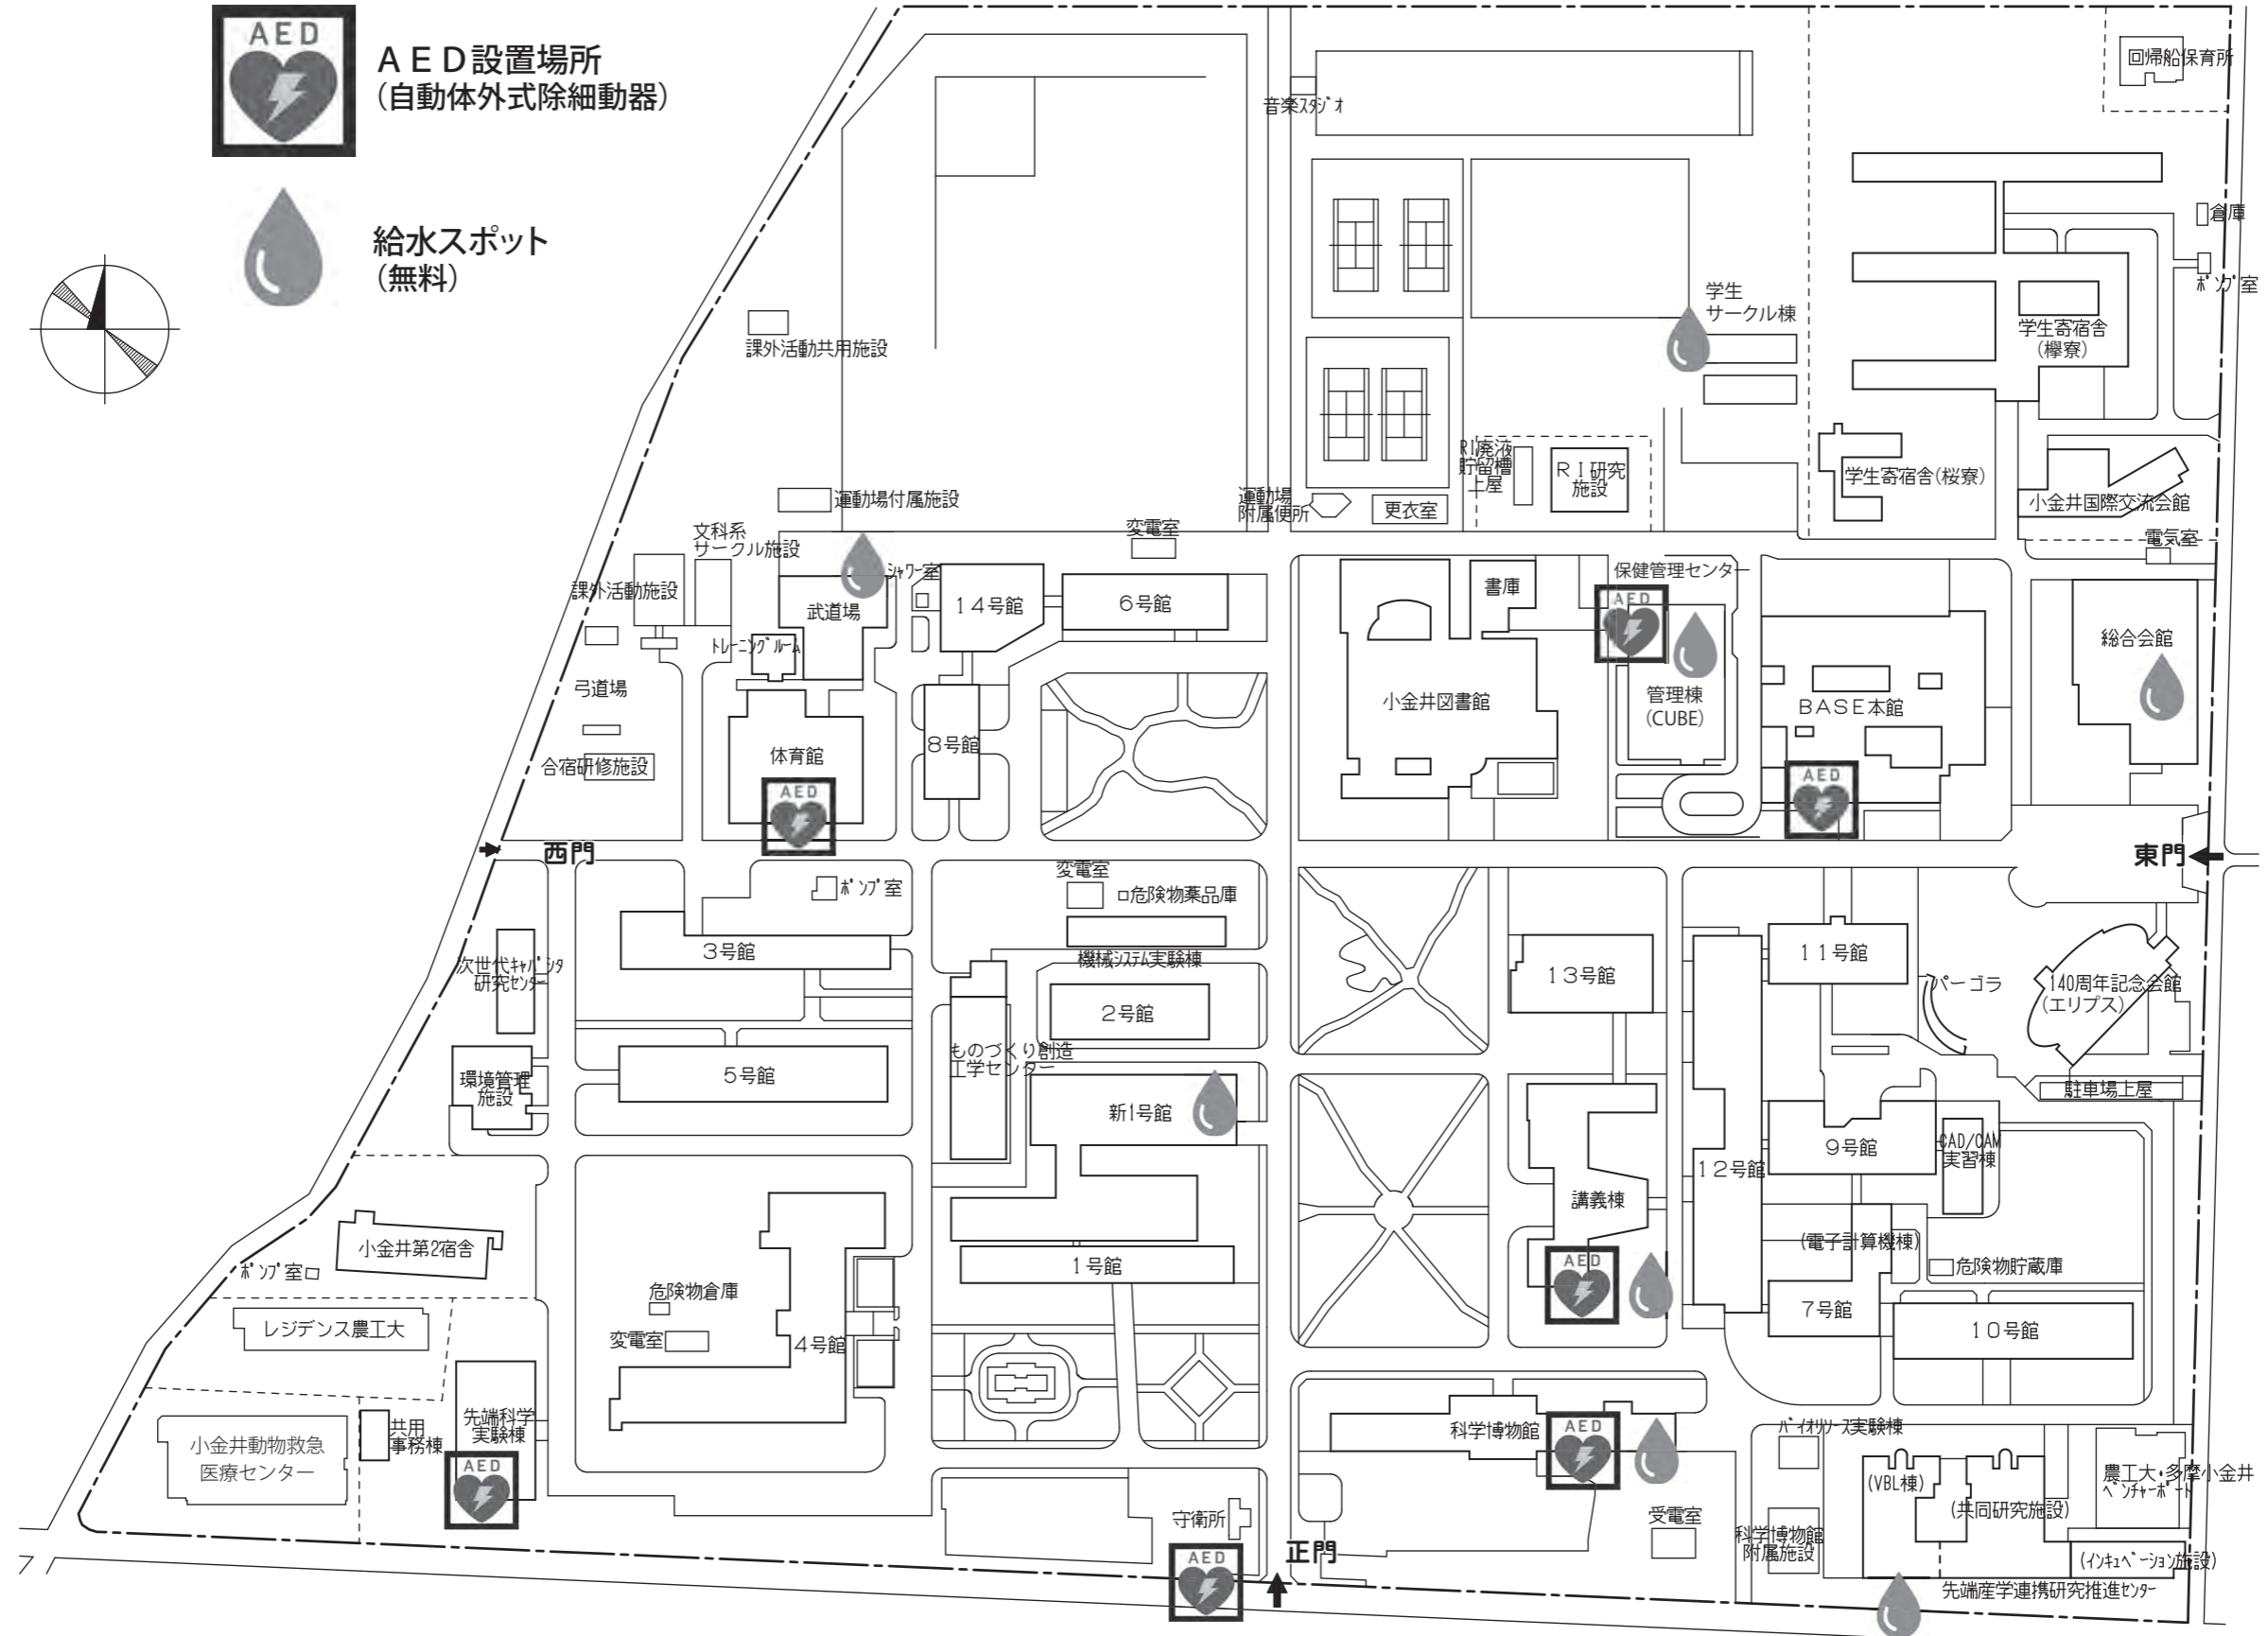 AED
ＡＥＤ設置場所
（自動体外式除細動器）
給水スポット
（無料）
回帰船保育所
音楽ｽﾀｼﾞｵ
倉庫
ﾎﾟﾝﾌﾟ室
学生
サークル棟
学生寄宿舎
（欅寮）
課外活動共用施設
RI廃液
貯留槽
上屋
ＲＩ研究
施設
学生寄宿舎（桜寮）
小金井国際交流会館
運動場付属施設
運動場
附属便所
更衣室
電気室
文科系
サークル施設
変電室
ｼｬﾜｰ室
課外活動施設
武道場
１４号館
６号館
書庫
保健管理センター
AED
総合会館
ﾄﾚｰﾆﾝｸﾞﾙｰﾑ
弓道場
小金井図書館
管理棟
（CUBE）
ＢＡＳＥ本館
８号館
体育館
合宿研修施設
AED
AED
西門
東門
変電室
危険物薬品庫
ﾎﾟﾝﾌﾟ室
３号館
機械ｼｽﾃﾑ実験棟
次世代ｷｬﾊﾟｼﾀ
研究ｾﾝﾀｰ
１３号館
１１号館
パーゴラ
140周年記念会館
（エリプス）
２号館
ものづくり創造
工学センター
５号館
環境管理
施設
新1号館
駐車場上屋
９号館
CAD/CAM
実習棟
１２号館
講義棟
小金井第2宿舎
ﾎﾟﾝﾌﾟ室
（電子計算機棟）
１号館
AED
危険物貯蔵庫
危険物倉庫
レジデンス農工大
変電室
４号館
７号館
１０号館
共用
事務棟
先端科学
実験棟
小金井動物救急
医療センター
AED
科学博物館
AED
ﾊﾞｲｵﾘｿｰｽ実験棟
（VBL棟）
（共同研究施設）
農工大・多摩小金井
ﾍﾞﾝﾁｬｰﾎﾟｰﾄ
守衛所
受電室
科学博物館
附属施設
正門
AED
（ｲﾝｷｭﾍﾞｰｼｮﾝ施設）
先端産学連携研究推進ｾﾝﾀｰ